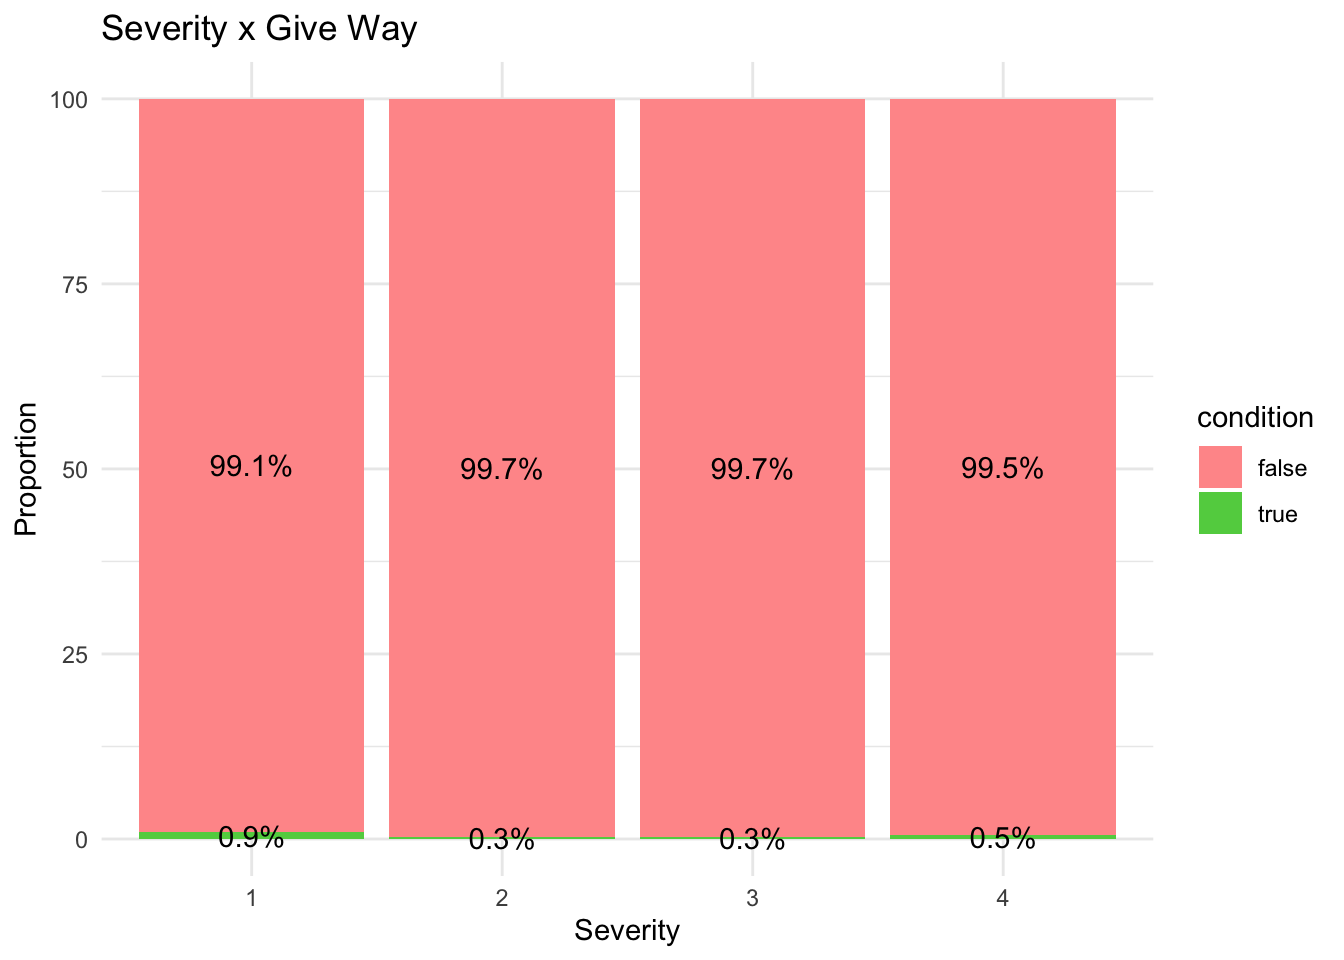 Severity x Give Way
100
75
50
25
0
Proportion
99.1%
99.7%
99.7%
99.5%
0.9%
0.3%
0.3%
0.5%
1
2
3
4
Severity
condition
false
true